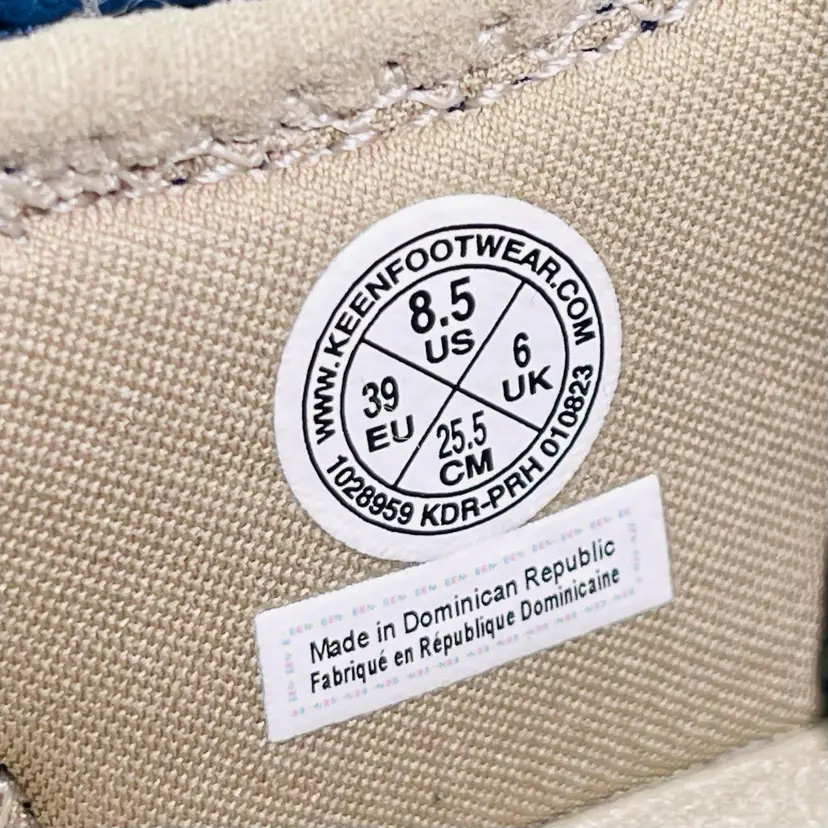 WWW.KEENFOOTWEAR.COM
8.5
US
6
UK
39
EU
25.5
CM
1028959 KDR-PRH 010823
Made in Dominican Republic
Fabriqué en République Dominicaine